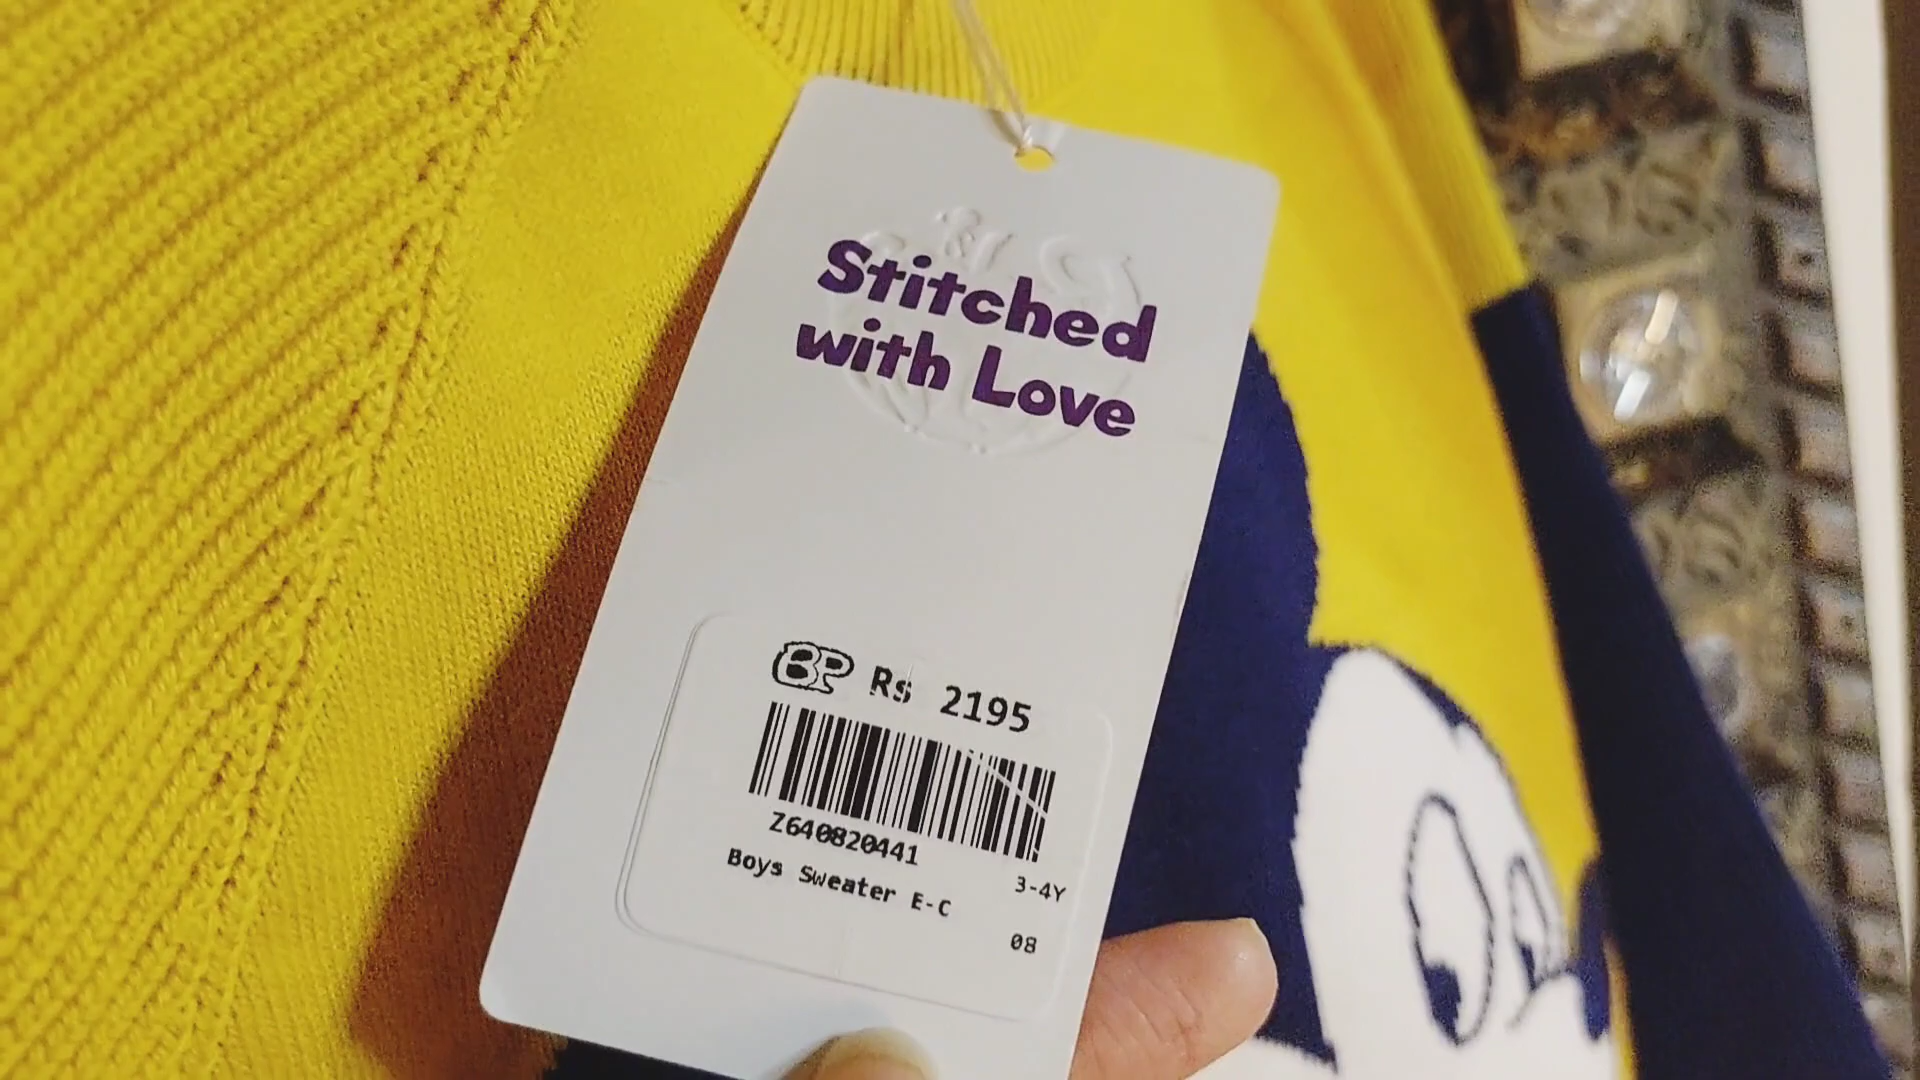 Stitched
with Love
BP Rs 2195
Z640820441
Boys Sweater E-C
3-4Y
08